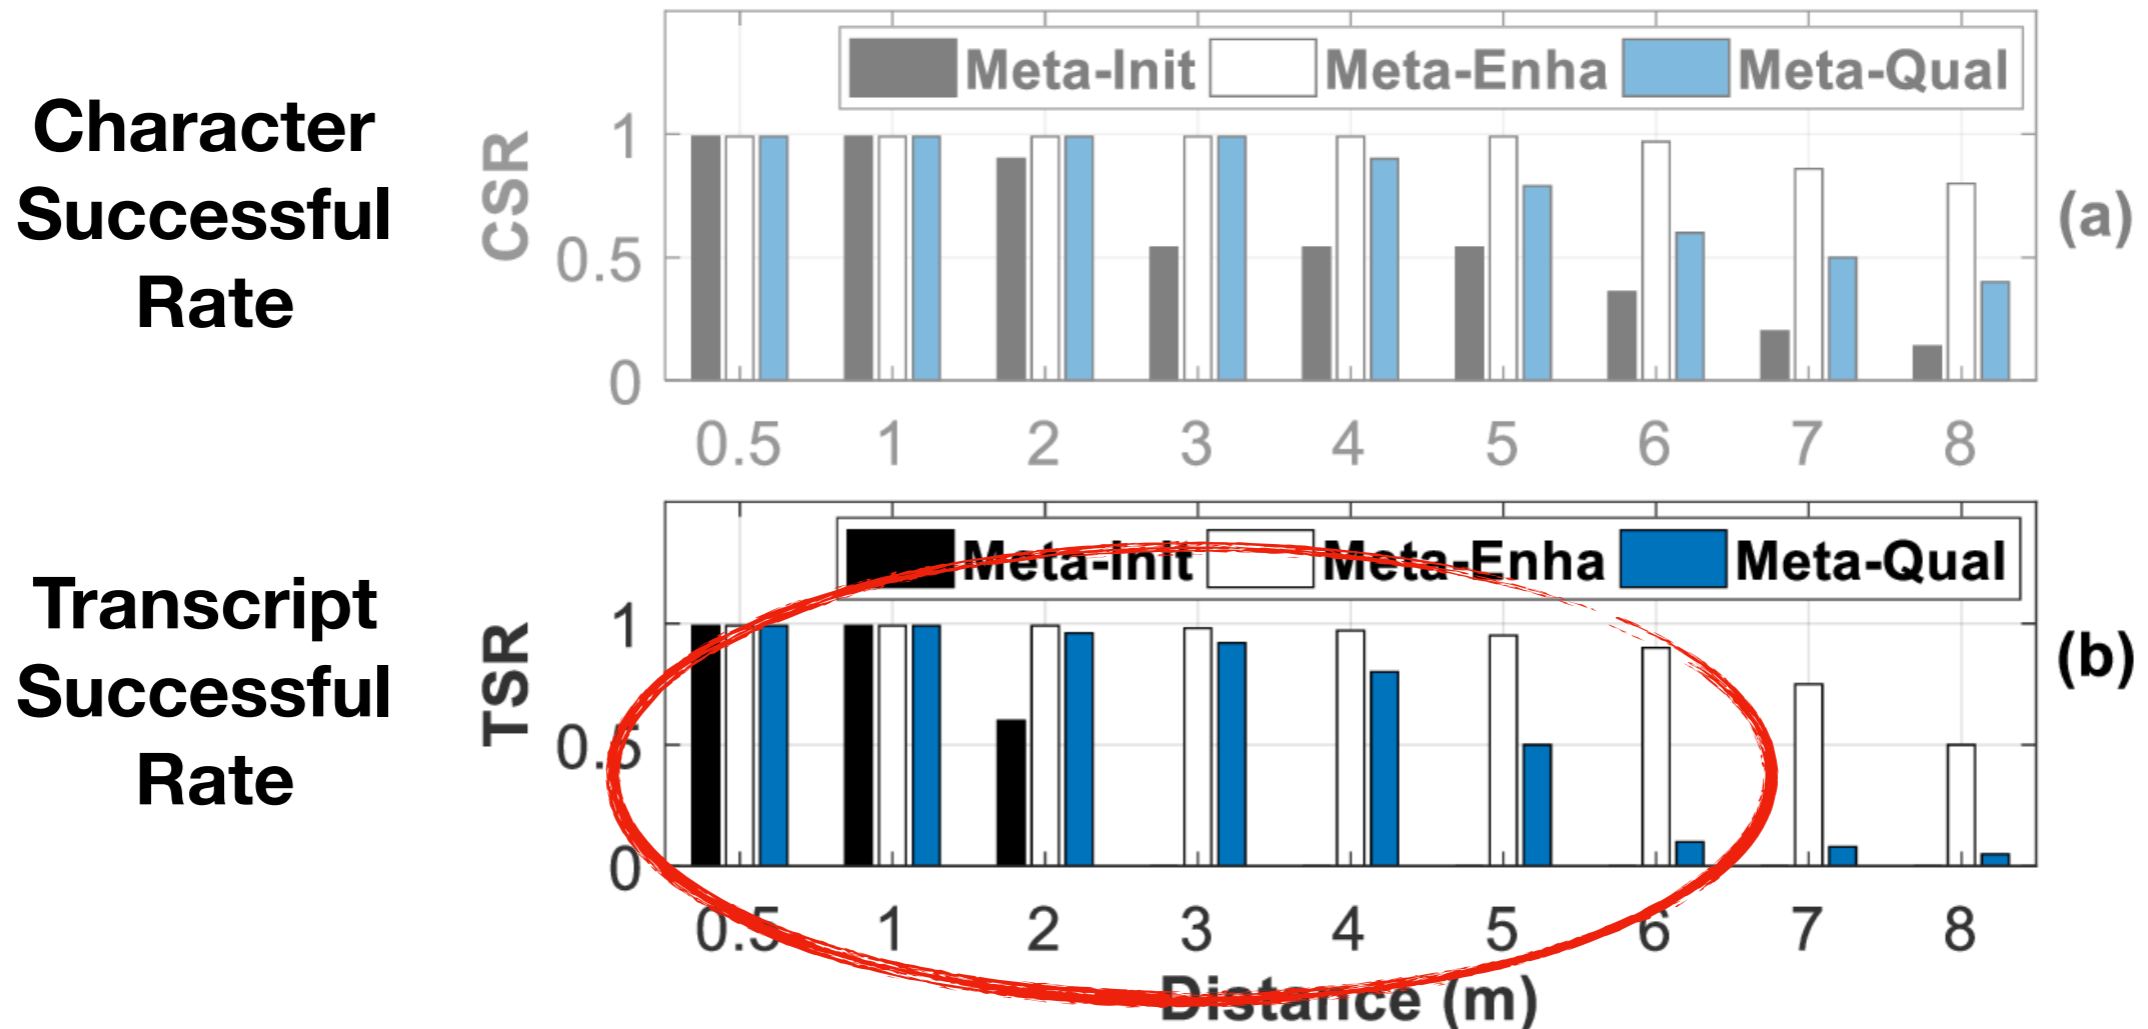 Character
Successful
Rate
Meta-Init Meta-Enha Meta-Qual
CSR
1
0.5
0
0.5 1 2 3 4 5 6 7 8
(a)
Transcript
Successful
Rate
Meta-Init Meta-Enha Meta-Qual
TSR
1
0.5
0
0.5 1 2 3 4 5 6 7 8
Distance (m)
(b)